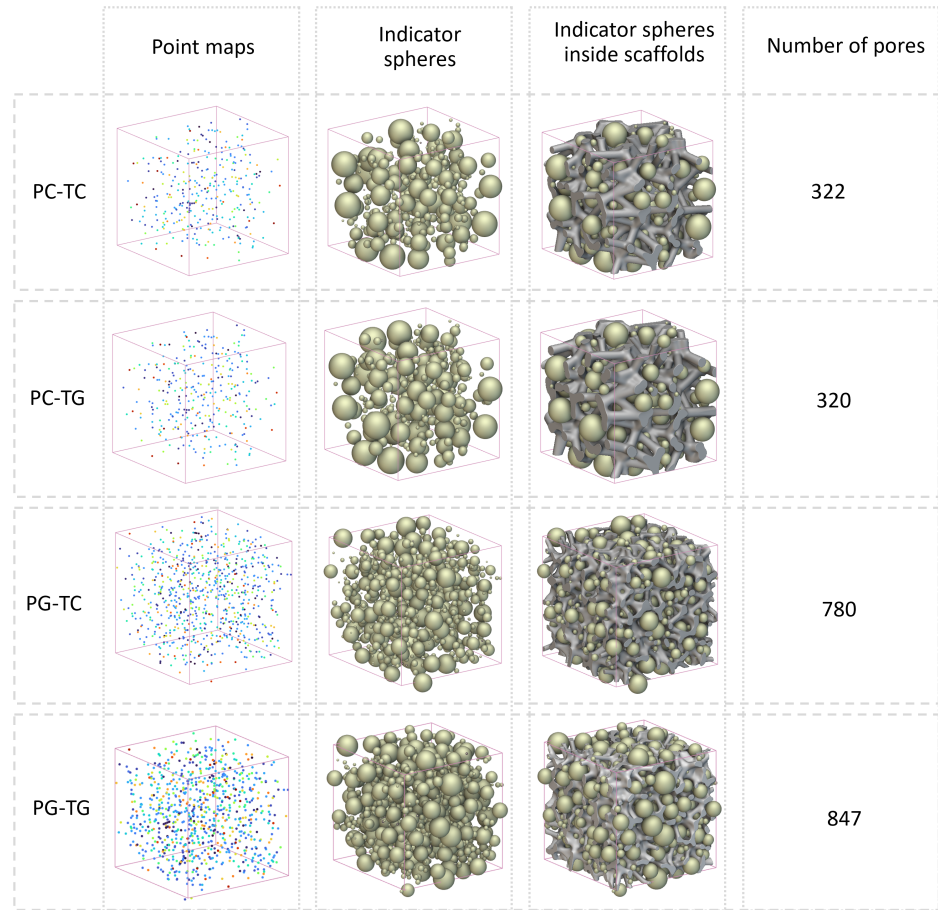 Point maps
Indicator
spheres
Indicator spheres
inside scaffolds
Number of pores
PC-TC
322
PC-TG
320
PG-TC
780
PG-TG
847